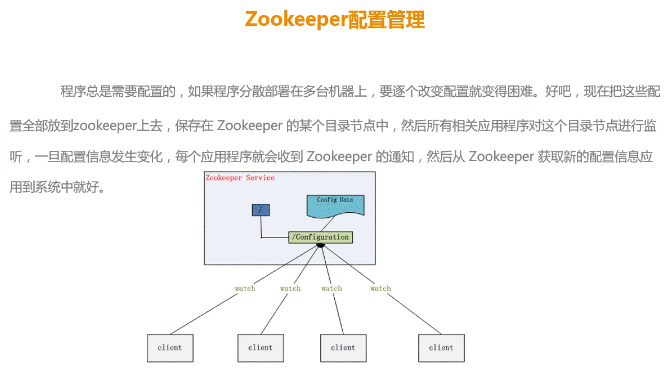 Zookeeper配置管理
程序总是需要配置的，如果程序分散部署在多台机器上，要逐个改变配置就变得困难。好吧，现在把这些配
置全部放到zookeeper上去，保存在 Zookeeper 的某个目录节点中，然后所有相关应用程序对这个目录节点进行监
听，一旦配置信息发生变化，每个应用程序就会收到 Zookeeper 的通知，然后从 Zookeeper 获取新的配置信息应
用到系统中就好。
Zookeeper Service
Config Data
/
/Configuration
watch watch watch watch
client client client client